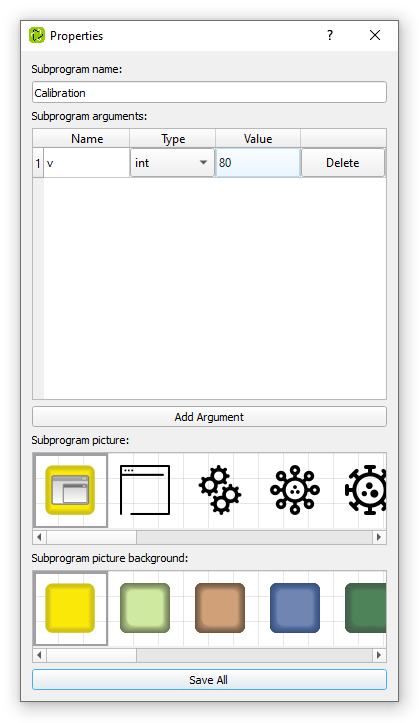 Properties
?
Subprogram name:
Calibration
Subprogram arguments:
Name Type Value
1 v int 80 Delete
Add Argument
Subprogram picture:
Subprogram picture background:
Save All